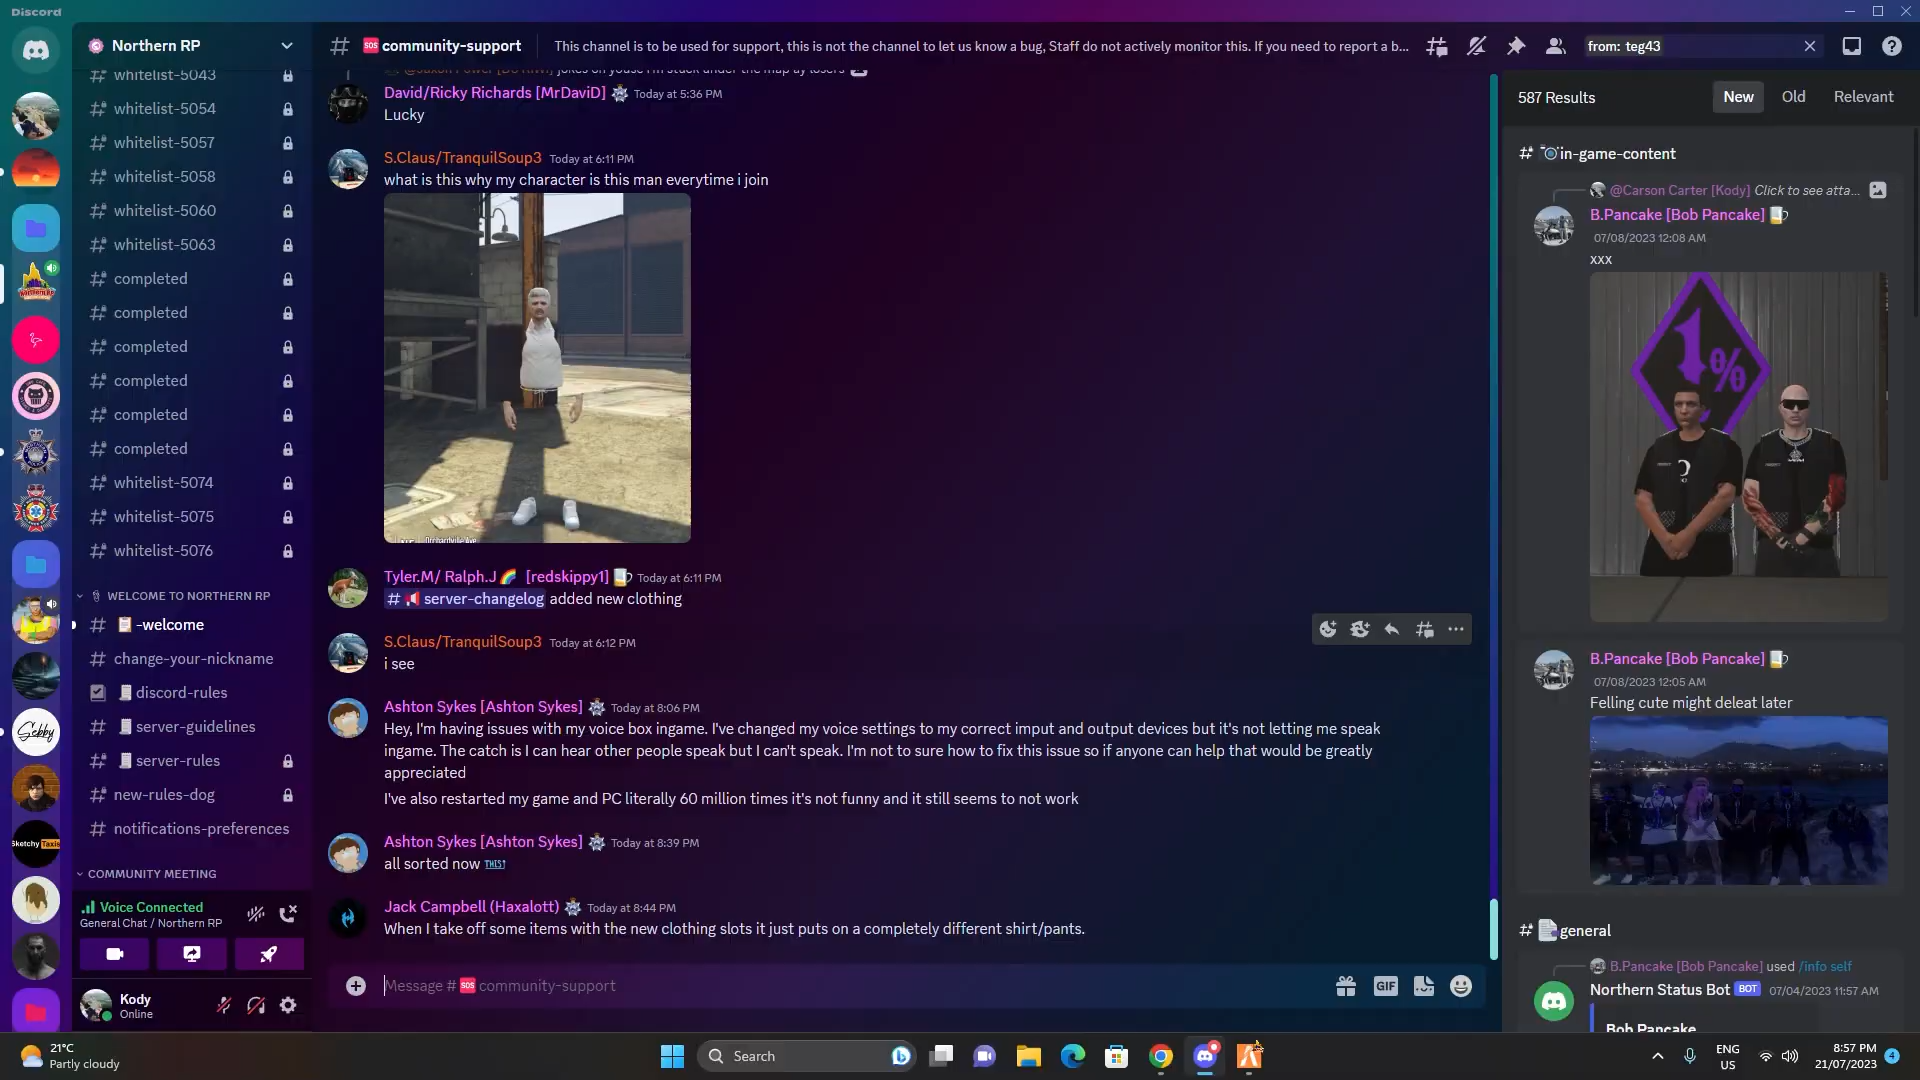 Discord
Northern RP
whitelist-5043
whitelist-5054
whitelist-5057
whitelist-5058
whitelist-5060
whitelist-5063
completed
completed
completed
completed
completed
completed
whitelist-5074
whitelist-5075
whitelist-5076
WELCOME TO NORTHERN RP
-welcome
change-your-nickname
discord-rules
server-guidelines
server-rules
new-rules-dog
notifications-preferences
COMMUNITY MEETING
Voice Connected
General Chat / Northern RP
Kody
Online
Sebby
Sketchy Taxis
# SOS community-support
This channel is to be used for support, this is not the channel to let us know a bug, Staff do not actively monitor this. If you need to report a b...
from: teg43
David/Ricky Richards [MrDaviD] Today at 5:36 PM
Lucky
S.Claus/TranquilSoup3 Today at 6:11 PM
what is this why my character is this man everytime i join
Tyler.M/ Ralph.J [redskippy1] Today at 6:11 PM
# server-changelog added new clothing
S.Claus/TranquilSoup3 Today at 6:12 PM
i see
Ashton Sykes [Ashton Sykes] Today at 8:06 PM
Hey, I'm having issues with my voice box ingame. I've changed my voice settings to my correct imput and output devices but it's not letting me speak
ingame. The catch is I can hear other people speak but I can't speak. I'm not to sure how to fix this issue so if anyone can help that would be greatly
appreciated
I've also restarted my game and PC literally 60 million times it's not funny and it still seems to not work
Ashton Sykes [Ashton Sykes] Today at 8:39 PM
all sorted now THIS!
Jack Campbell (Haxalott) Today at 8:44 PM
When I take off some items with the new clothing slots it just puts on a completely different shirt/pants.
Message # SOS community-support
GIF
587 Results
New Old Relevant
# in-game-content
@Carson Carter [Kody] Click to see atta...
B.Pancake [Bob Pancake]
07/08/2023 12:08 AM
xxx
1%
B.Pancake [Bob Pancake]
07/08/2023 12:05 AM
Felling cute might deleat later
# general
B.Pancake [Bob Pancake] used /info self
Northern Status Bot BOT 07/04/2023 11:57 AM
Bob Pancake
21°C
Partly cloudy
Search
ENG
US
8:57 PM
21/07/2023
4